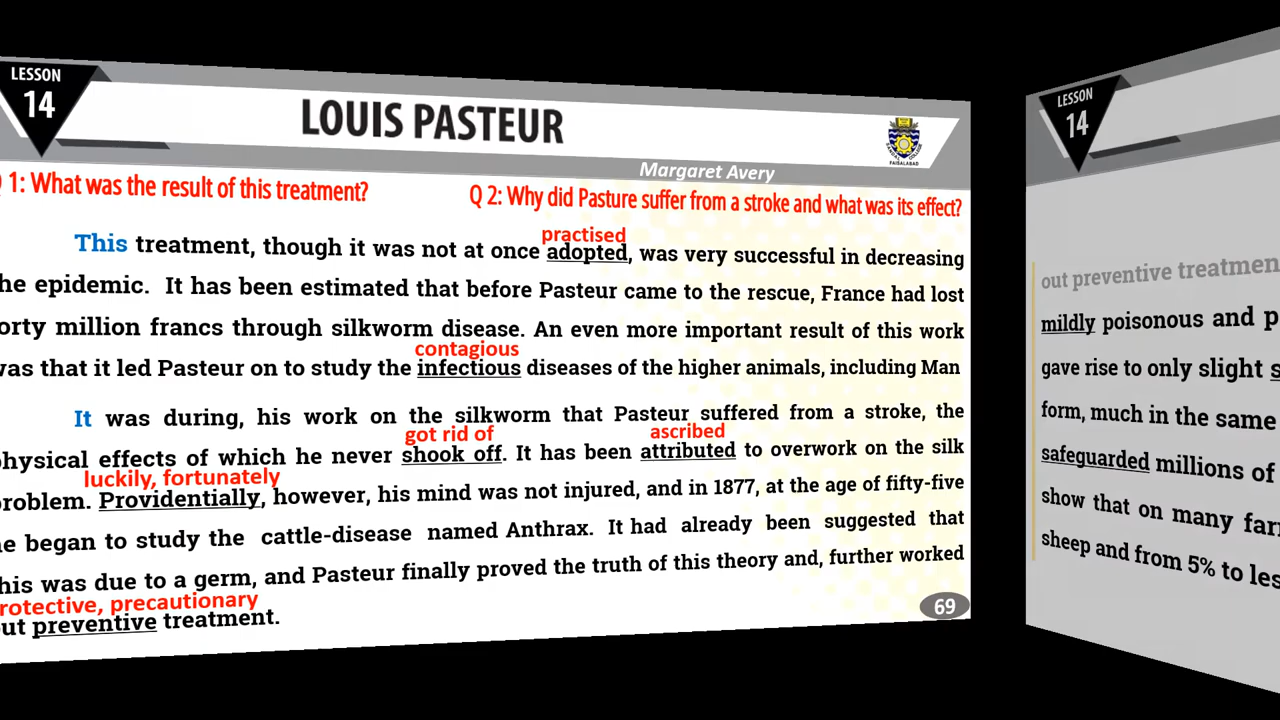 LESSON
14
LOUIS PASTEUR
FAISALABAD
Margaret Avery
1: What was the result of this treatment?
Q 2: Why did Pasture suffer from a stroke and what was its effect?
practised
This treatment, though it was not at once adopted, was very successful in decreasing
he epidemic. It has been estimated that before Pasteur came to the rescue, France had lost
orty million francs through silkworm disease. An even more important result of this work
contagious
was that it led Pasteur on to study the infectious diseases of the higher animals, including Man
It was during, his work on the silkworm that Pasteur suffered from a stroke, the
got rid of ascribed
physical effects of which he never shook off. It has been attributed to overwork on the silk
luckily, fortunately
problem. Providentially, however, his mind was not injured, and in 1877, at the age of fifty-five
he began to study the cattle-disease named Anthrax. It had already been suggested that
his was due to a germ, and Pasteur finally proved the truth of this theory and, further worked
rotective, precautionary
out preventive treatment.
69
LESSON
14
out preventive treatmen
mildly poisonous and p
gave rise to only slight s
form, much in the same
safeguarded millions of
show that on many far
sheep and from 5% to les